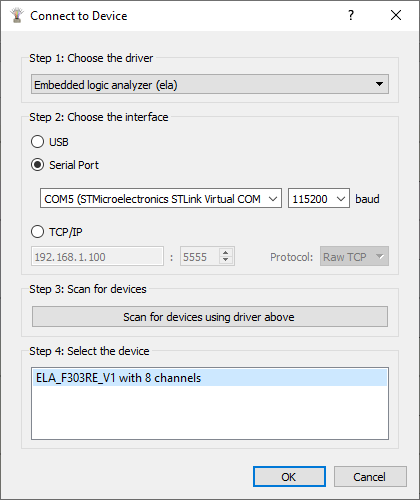 Connect to Device
Step 1: Choose the driver
Embedded logic analyzer (ela)
Step 2: Choose the interface
USB
Serial Port
COM5 (STMicroelectronics STLink Virtual COM 115200 baud
TCP/IP
192.168.1.100 : 5555 Protocol: Raw TCP
Step 3: Scan for devices
Scan for devices using driver above
Step 4: Select the device
ELA_F303RE_V1 with 8 channels
OK Cancel